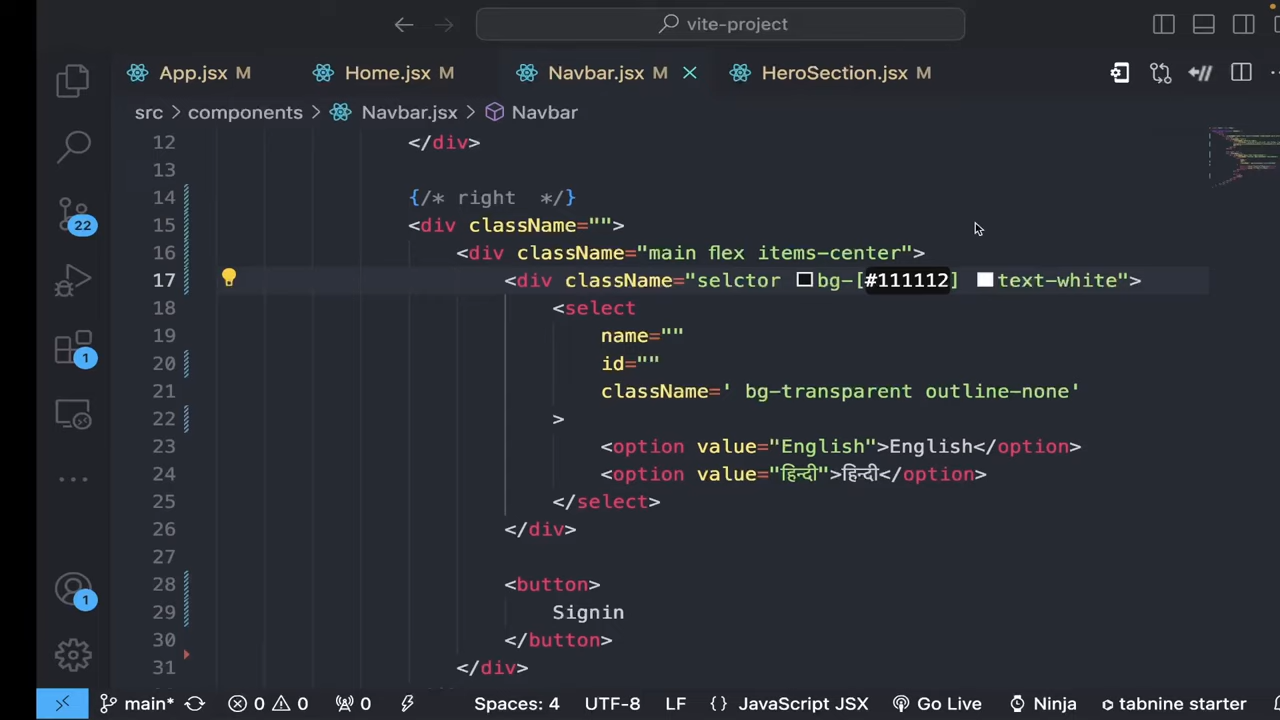 vite-project
App.jsx M Home.jsx M Navbar.jsx M HeroSection.jsx M
src > components > Navbar.jsx > Navbar
12 </div>
13
14 {/* right  */}
15 <div className="">
16 <div className="main flex items-center">
17 <div className="selctor bg-[#111112] text-white">
18 <select
19 name=""
20 id=""
21 className=' bg-transparent outline-none'
22 >
23 <option value="English">English</option>
24 <option value="हिन्दी">हिन्दी</option>
25 </select>
26 </div>
27
28 <button>
29 Signin
30 </button>
31 </div>
22
1
1
main* 0 0 0 Spaces: 4 UTF-8 LF {} JavaScript JSX Go Live Ninja tabnine starter